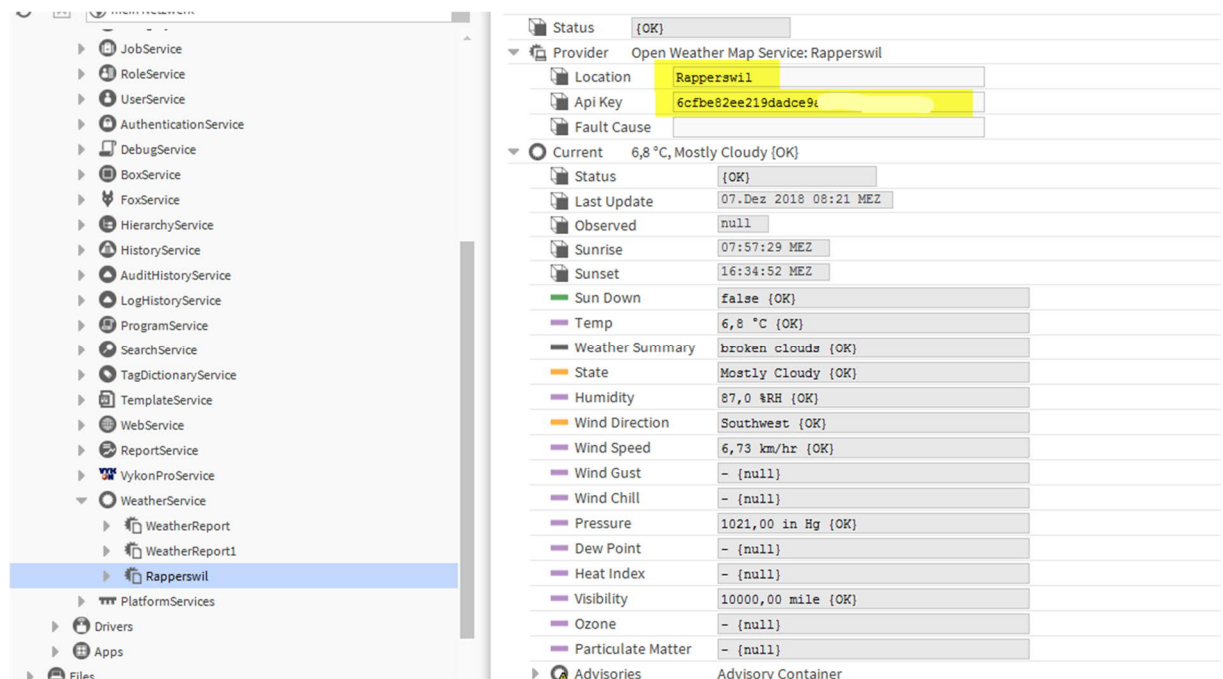 Mein Netzwerk
JobService
RoleService
UserService
AuthenticationService
DebugService
BoxService
FoxService
HierarchyService
HistoryService
AuditHistoryService
LogHistoryService
ProgramService
SearchService
TagDictionaryService
TemplateService
WebService
ReportService
VykonProService
WeatherService
WeatherReport
WeatherReport1
Rapperswil
PlatformServices
Drivers
Apps
Files
Status {OK}
Provider Open Weather Map Service: Rapperswil
Location Rapperswil
Api Key 6cfbe82ee219dadce9
Fault Cause
Current 6,8 °C, Mostly Cloudy {OK}
Status {OK}
Last Update 07.Dez 2018 08:21 MEZ
Observed null
Sunrise 07:57:29 MEZ
Sunset 16:34:52 MEZ
Sun Down false {OK}
Temp 6,8 °C {OK}
Weather Summary broken clouds {OK}
State Mostly Cloudy {OK}
Humidity 87,0 %RH {OK}
Wind Direction Southwest {OK}
Wind Speed 6,73 km/hr {OK}
Wind Gust - {null}
Wind Chill - {null}
Pressure 1021,00 in Hg {OK}
Dew Point - {null}
Heat Index - {null}
Visibility 10000,00 mile {OK}
Ozone - {null}
Particulate Matter - {null}
Advisories Advisory Container